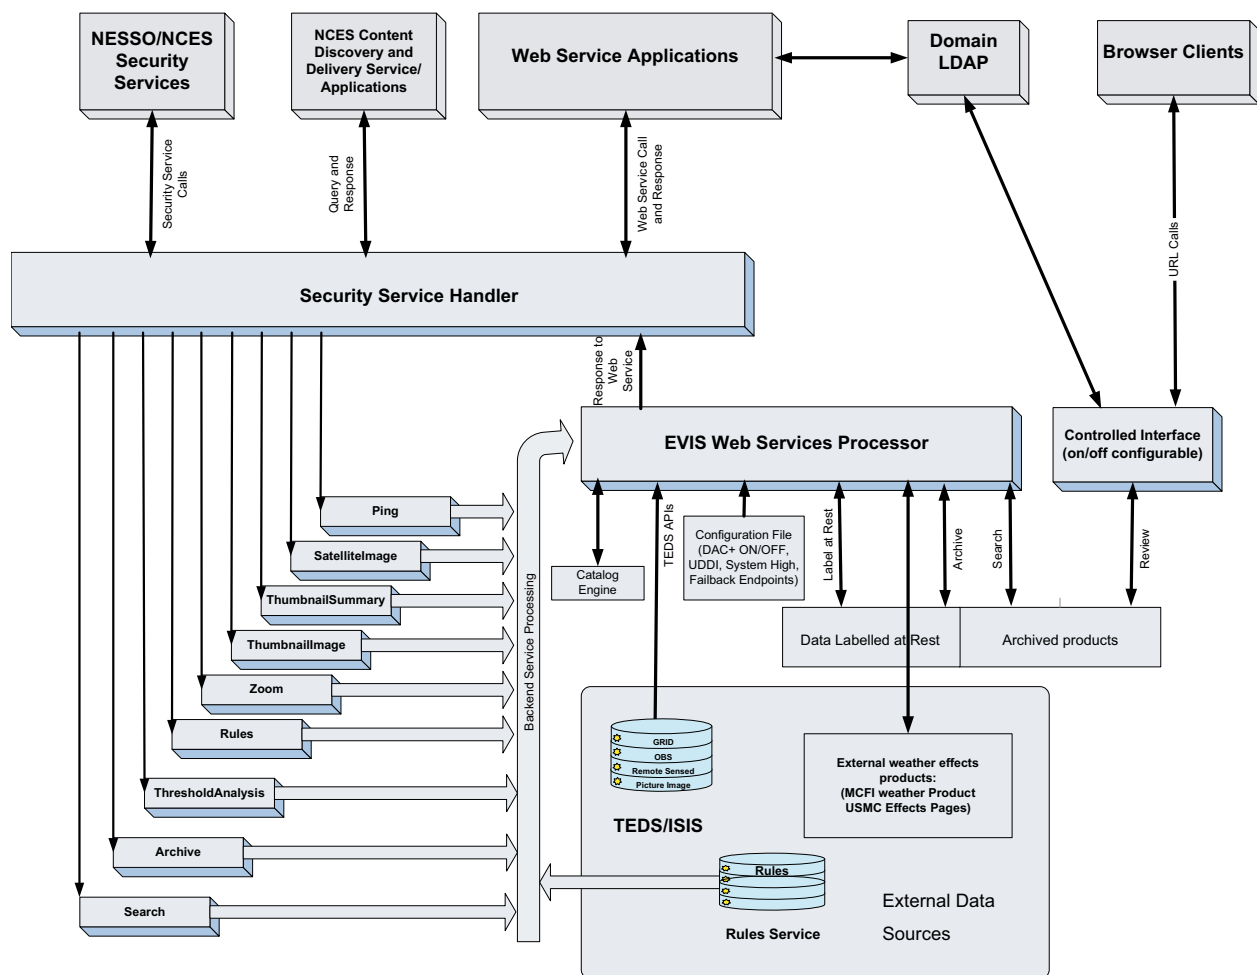 NESSO/NCES
Security
Services
NCES Content
Discovery and
Delivery Service/
Applications
Web Service Applications
Domain
LDAP
Browser Clients
Security Service
Calls
Query and
Response
Web Service Call
and Response
URL Calls
Security Service Handler
Response to
Web
Service
EVIS Web Services Processor
Controlled Interface
(on/off configurable)
Ping
SatelliteImage
ThumbnailSummary
ThumbnailImage
Zoom
Rules
ThresholdAnalysis
Archive
Search
Backend Service Processing
Catalog
Engine
TEDS APIs
Configuration File
(DAC+ ON/OFF,
UDDI, System High,
Failback Endpoints)
Label at Rest
Archive
Search
Review
Data Labelled at Rest
Archived products
GRID
OBS
Remote Sensed
Picture Image
TEDS/ISIS
External weather effects
products:
(MCFI weather Product
USMC Effects Pages)
Rules
Rules Service
External Data
Sources